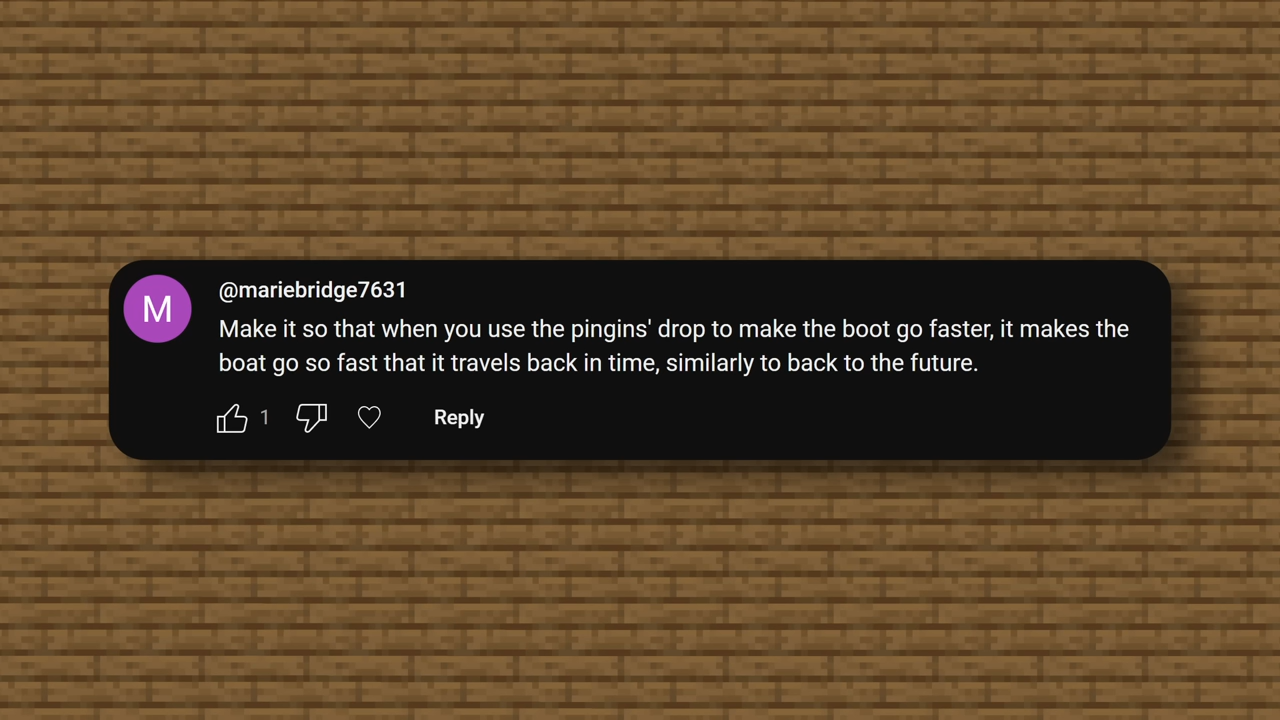 M
@mariebridge7631
Make it so that when you use the pingins' drop to make the boot go faster, it makes the
boat go so fast that it travels back in time, similarly to back to the future.
1
Reply